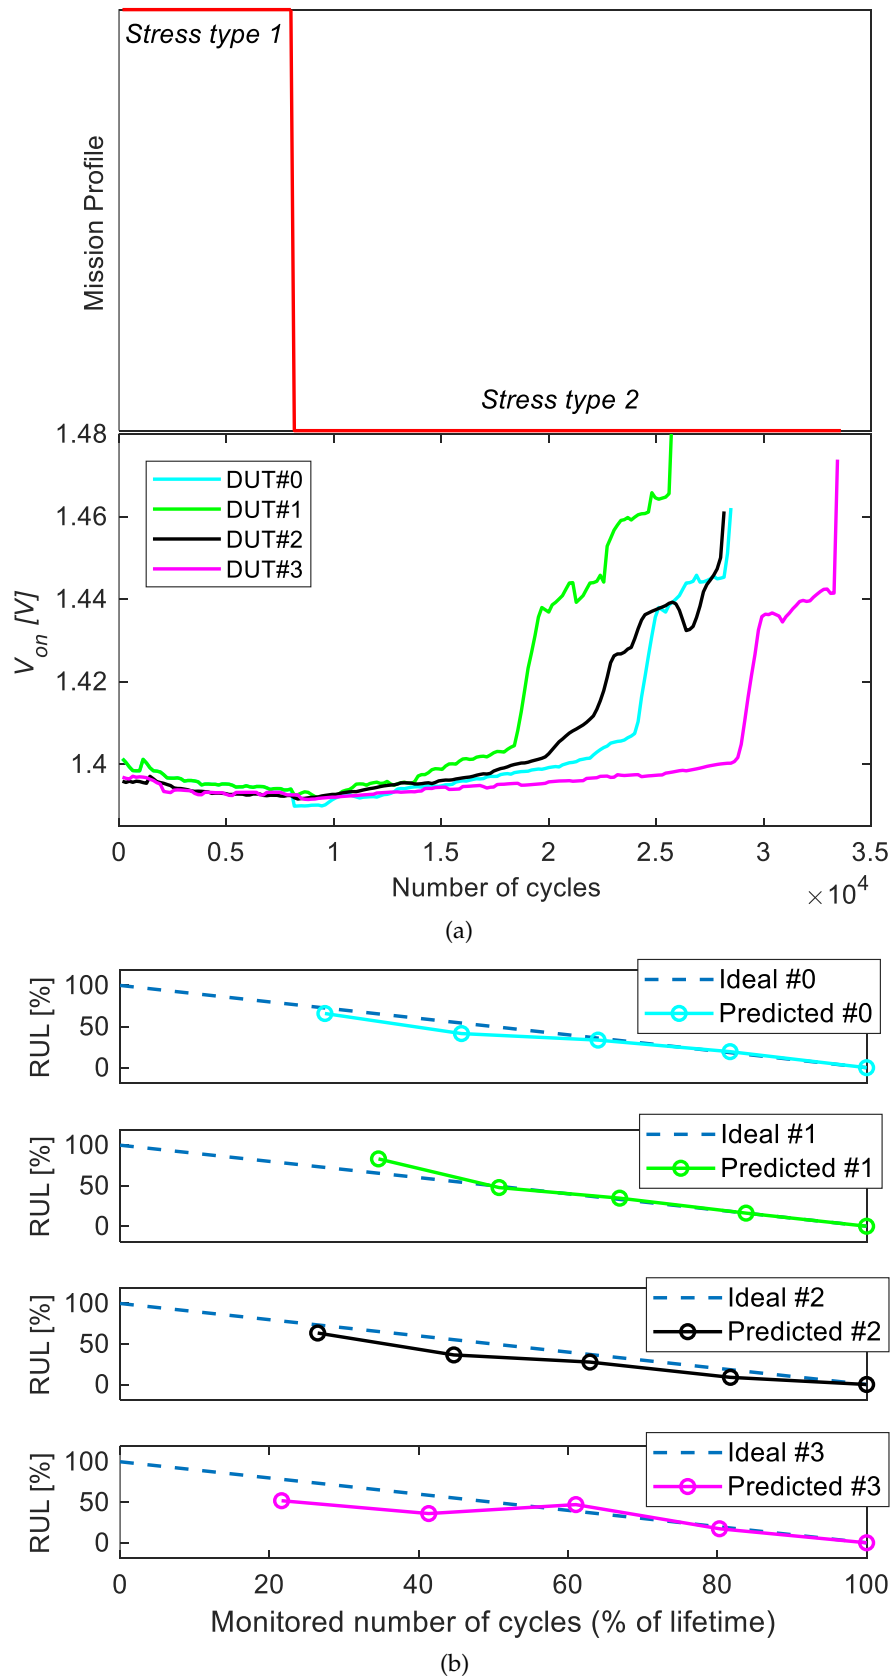 Stress type 1
Mission Profile
Stress type 2
1.48
1.46
1.44
1.42
1.4
V_on [V]
DUT#0
DUT#1
DUT#2
DUT#3
0 0.5 1 1.5 2 2.5 3 3.5
Number of cycles
×10^4
(a)
RUL [%]
100
50
0
Ideal #0
Predicted #0
RUL [%]
100
50
0
Ideal #1
Predicted #1
RUL [%]
100
50
0
Ideal #2
Predicted #2
RUL [%]
100
50
0
Ideal #3
Predicted #3
0 20 40 60 80 100
Monitored number of cycles (% of lifetime)
(b)